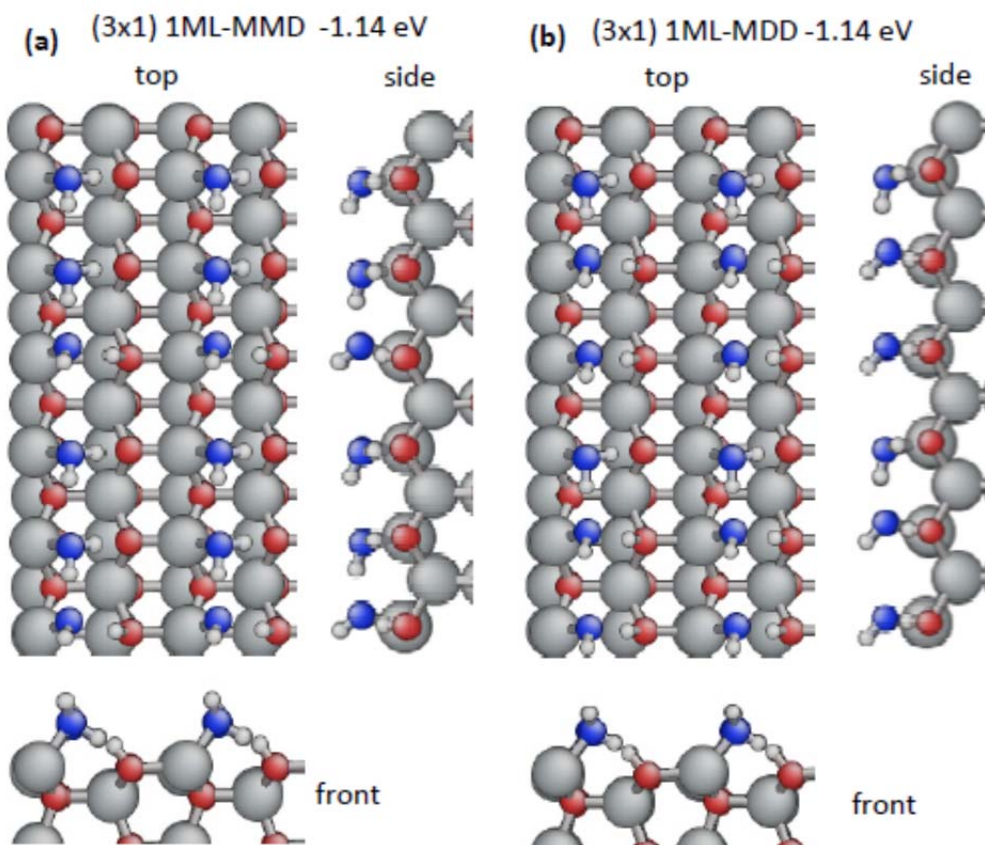 (a) (3x1) 1ML-MMD -1.14 eV
top side
front
(b) (3x1) 1ML-MDD -1.14 eV
top side
front